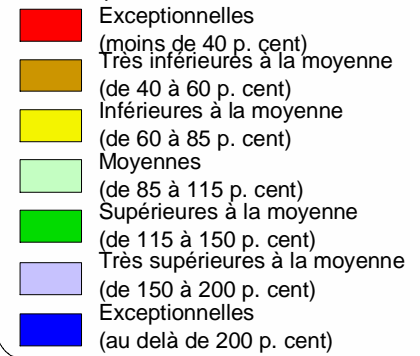 Exceptionnelles
(moins de 40 p. cent)
Très inférieures à la moyenne
(de 40 à 60 p. cent)
Inférieures à la moyenne
(de 60 à 85 p. cent)
Moyennes
(de 85 à 115 p. cent)
Supérieures à la moyenne
(de 115 à 150 p. cent)
Très supérieures à la moyenne
(de 150 à 200 p. cent)
Exceptionnelles
(au delà de 200 p. cent)